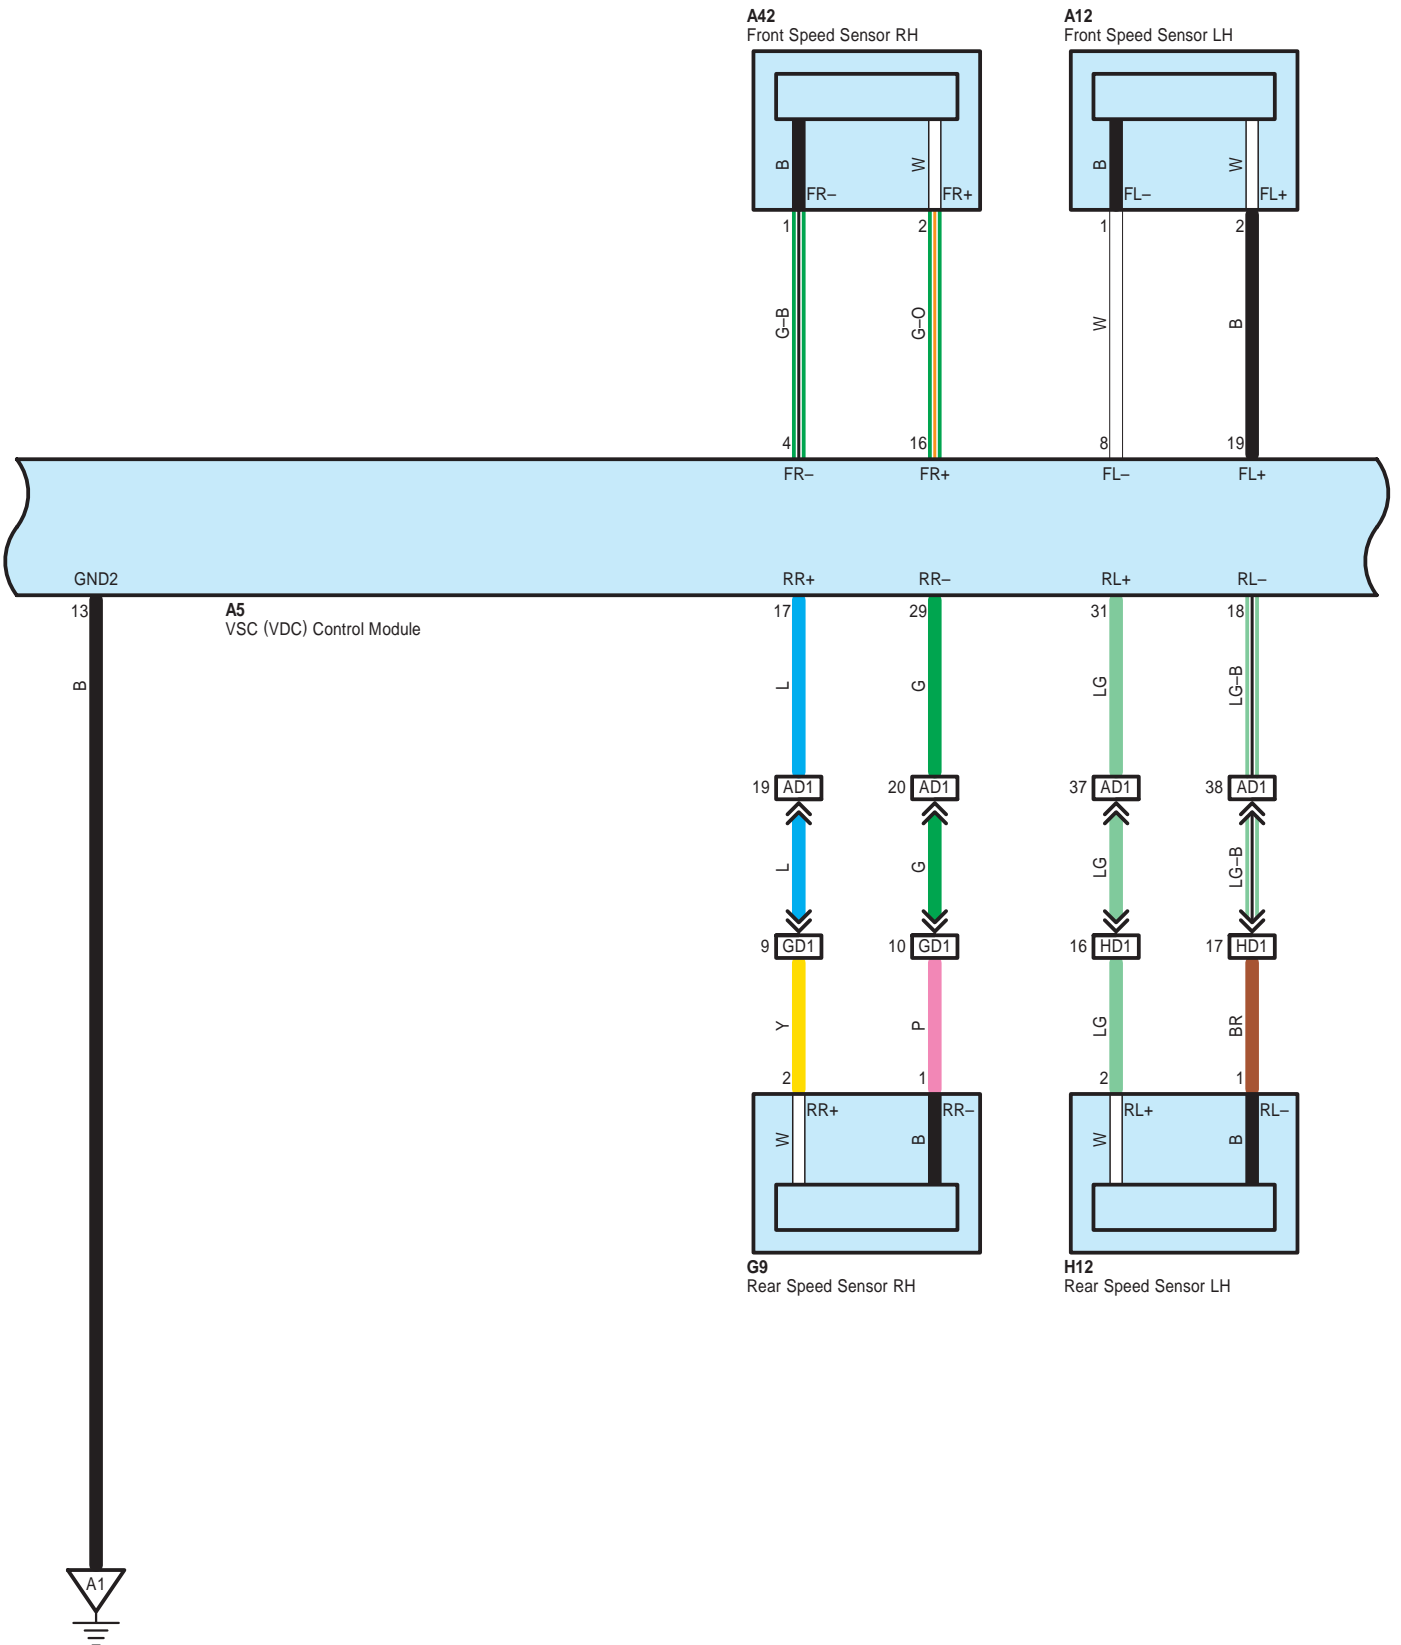 A42
Front Speed Sensor RH
A12
Front Speed Sensor LH
B
W
B
W
FR–
FR+
FL–
FL+
1
2
1
2
G–B
G–O
W
B
4
16
8
19
FR–
FR+
FL–
FL+
GND2
RR+
RR–
RL+
RL–
13
A5
VSC (VDC) Control Module
17
29
31
18
B
L
G
LG
LG–B
19 AD1
20 AD1
37 AD1
38 AD1
L
G
LG
LG–B
9 GD1
10 GD1
16 HD1
17 HD1
Y
P
LG
BR
2
1
2
1
RR+
RR–
RL+
RL–
W
B
W
B
G9
Rear Speed Sensor RH
H12
Rear Speed Sensor LH
A1